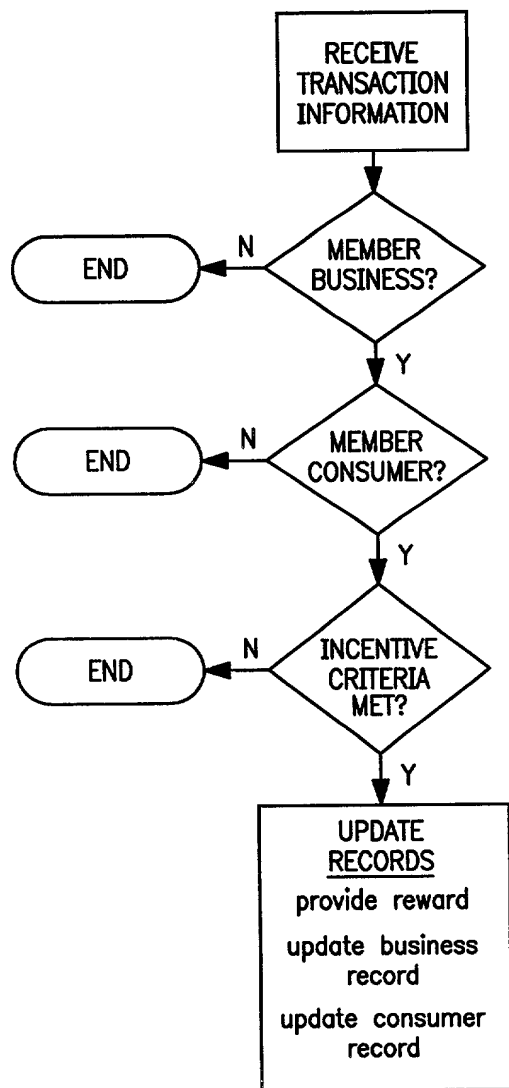 RECEIVE
TRANSACTION
INFORMATION
N
MEMBER
BUSINESS?
END
Y
N
MEMBER
CONSUMER?
END
Y
N
INCENTIVE
CRITERIA
MET?
END
Y
UPDATE
RECORDS
provide reward
update business
record
update consumer
record